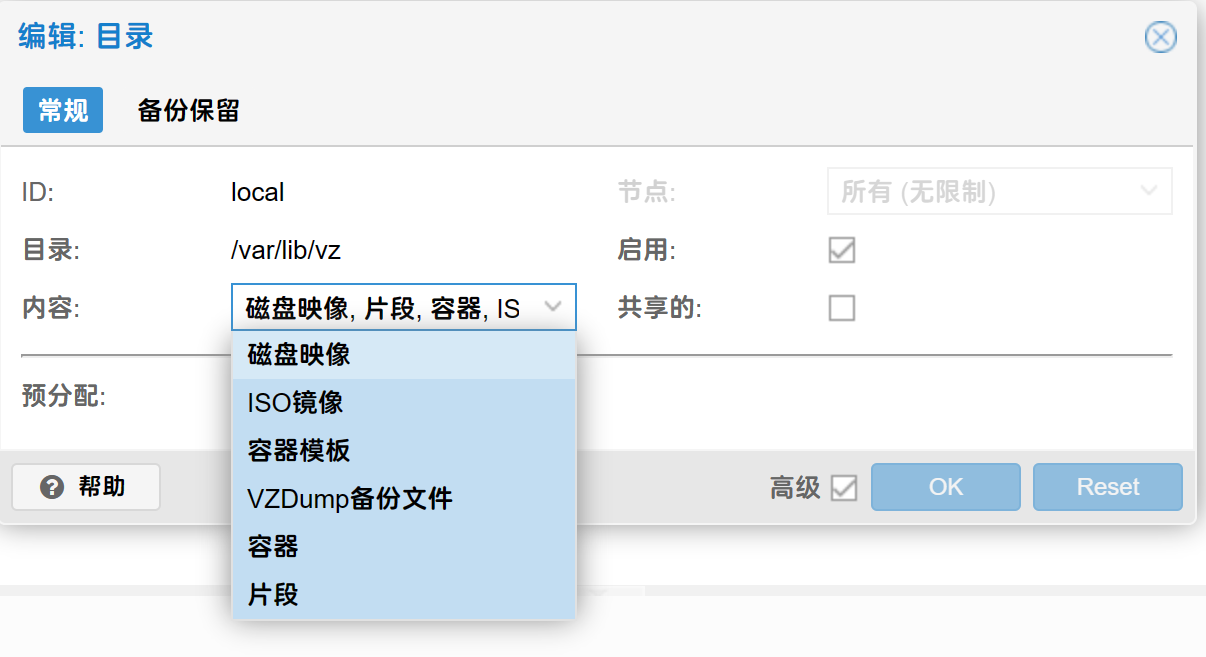 编辑: 目录
常规 备份保留
ID: local 节点: 所有 (无限制)
目录: /var/lib/vz 启用:
内容: 磁盘映像, 片段, 容器, IS 共享的:
磁盘映像
预分配:
ISO镜像
容器模板
VZDump备份文件
容器
片段
帮助 高级 OK Reset